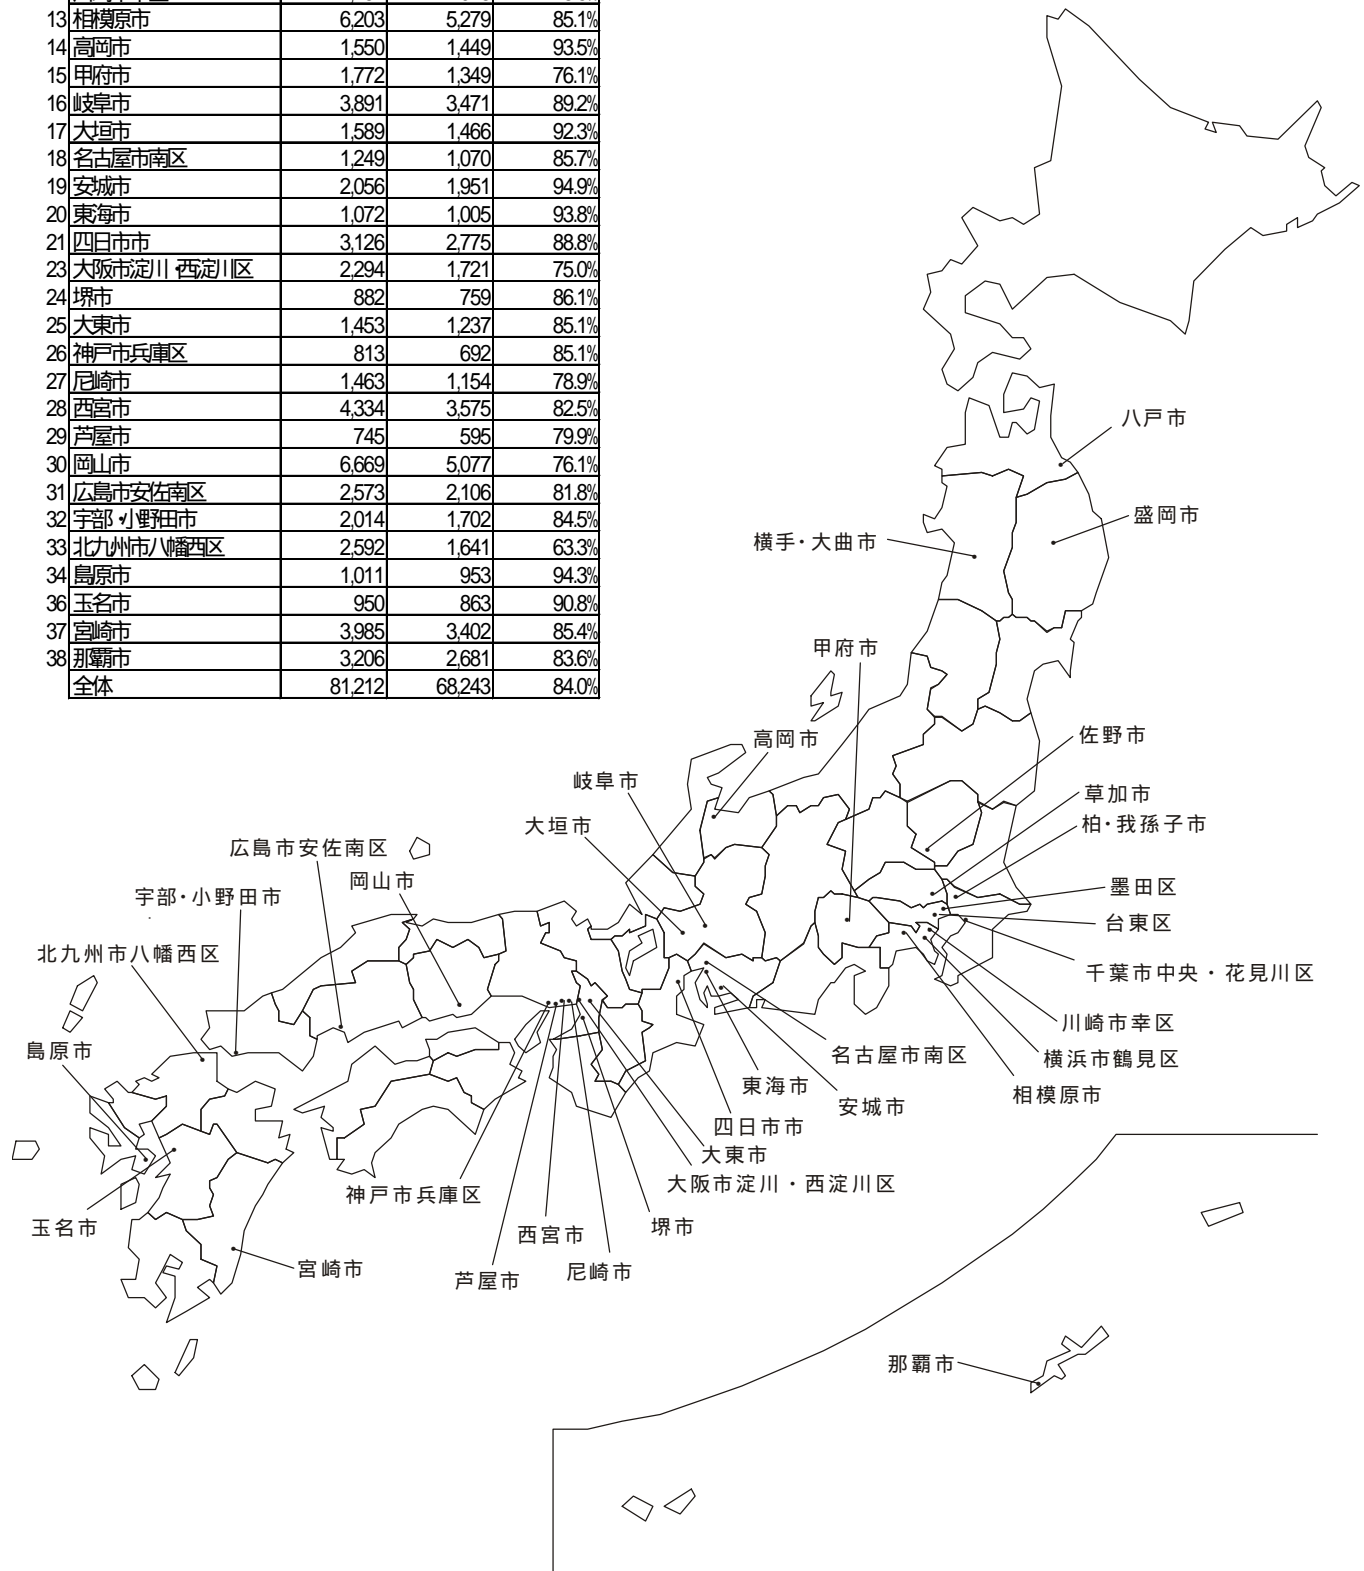 13 相模原市 6,203 5,279 85.1%
14 高岡市 1,550 1,449 93.5%
15 甲府市 1,772 1,349 76.1%
16 岐阜市 3,891 3,471 89.2%
17 大垣市 1,589 1,466 92.3%
18 名古屋市南区 1,249 1,070 85.7%
19 安城市 2,056 1,951 94.9%
20 東海市 1,072 1,005 93.8%
21 四日市市 3,126 2,775 88.8%
23 大阪市淀川・西淀川区 2,294 1,721 75.0%
24 堺市 882 759 86.1%
25 大東市 1,453 1,237 85.1%
26 神戸市兵庫区 813 692 85.1%
27 尼崎市 1,463 1,154 78.9%
28 西宮市 4,334 3,575 82.5%
29 芦屋市 745 595 79.9%
30 岡山市 6,669 5,077 76.1%
31 広島市安佐南区 2,573 2,106 81.8%
32 宇部・小野田市 2,014 1,702 84.5%
33 北九州市八幡西区 2,592 1,641 63.3%
34 島原市 1,011 953 94.3%
36 玉名市 950 863 90.8%
37 宮崎市 3,985 3,402 85.4%
38 那覇市 3,206 2,681 83.6%
全体 81,212 68,243 84.0%
八戸市
盛岡市
横手・大曲市
甲府市
佐野市
高岡市
岐阜市
草加市
柏・我孫子市
大垣市
広島市安佐南区
岡山市
墨田区
宇部・小野田市
台東区
北九州市八幡西区
千葉市中央・花見川区
川崎市幸区
島原市
名古屋市南区
横浜市鶴見区
東海市
相模原市
安城市
四日市市
大東市
大阪市淀川・西淀川区
神戸市兵庫区
玉名市
堺市
西宮市
宮崎市
尼崎市
芦屋市
那覇市